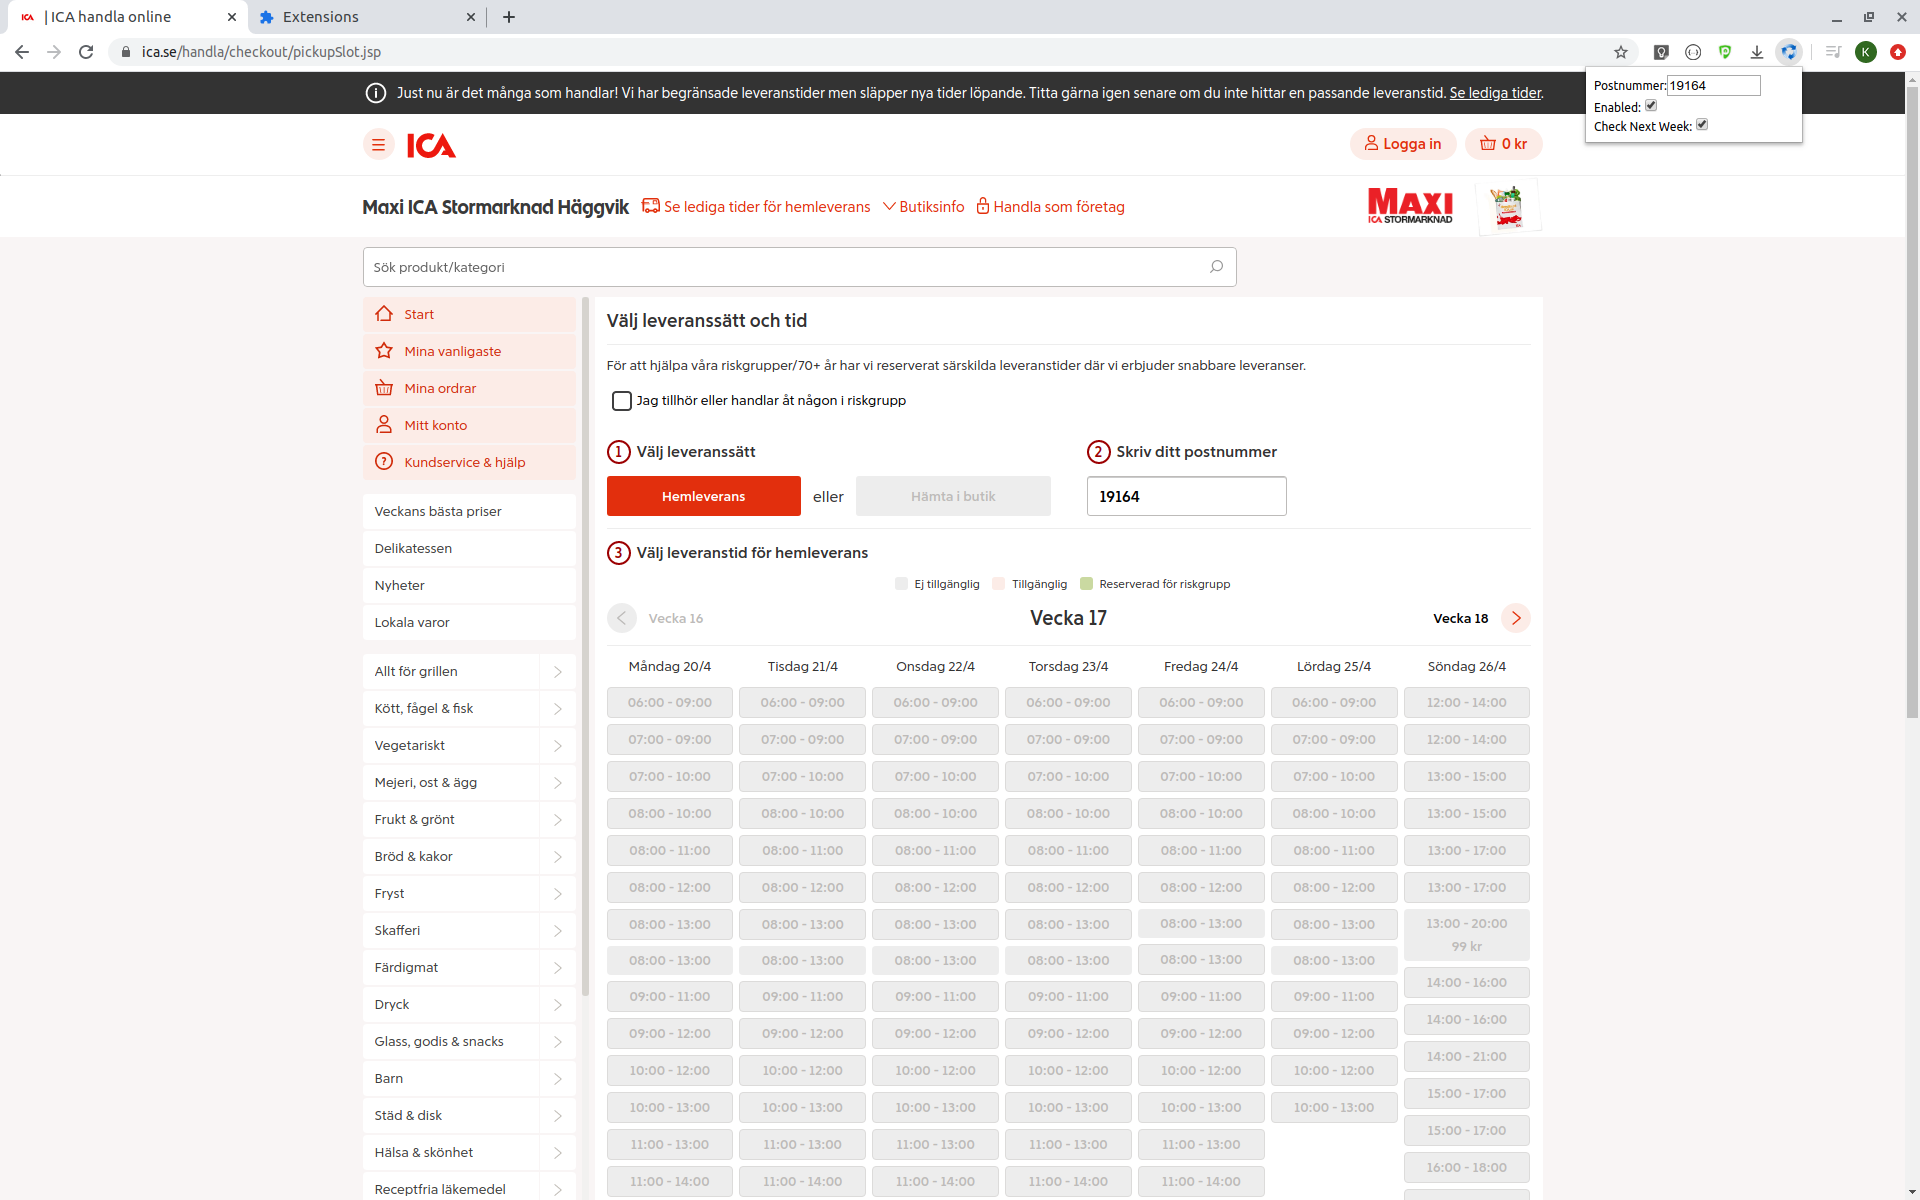 | ICA handla online
Extensions
ica.se/handla/checkout/pickupSlot.jsp
K
Postnummer: 19164
Enabled:
Check Next Week:
Just nu är det många som handlar! Vi har begränsade leveranstider men släpper nya tider löpande. Titta gärna igen senare om du inte hittar en passande leveranstid. Se lediga tider.
ICA
Logga in
0 kr
Maxi ICA Stormarknad Häggvik
Se lediga tider för hemleverans
Butiksinfo
Handla som företag
MAXI
ICA STORMARKNAD
Sök produkt/kategori
Start
Mina vanligaste
Mina ordrar
Mitt konto
Kundservice & hjälp
Veckans bästa priser
Delikatessen
Nyheter
Lokala varor
Allt för grillen
Kött, fågel & fisk
Vegetariskt
Mejeri, ost & ägg
Frukt & grönt
Bröd & kakor
Fryst
Skafferi
Färdigmat
Dryck
Glass, godis & snacks
Barn
Städ & disk
Hälsa & skönhet
Receptfria läkemedel
Välj leveranssätt och tid
För att hjälpa våra riskgrupper/70+ år har vi reserverat särskilda leveranstider där vi erbjuder snabbare leveranser.
Jag tillhör eller handlar åt någon i riskgrupp
1 Välj leveranssätt
2 Skriv ditt postnummer
Hemleverans eller Hämta i butik
19164
3 Välj leveranstid för hemleverans
Ej tillgänglig Tillgänglig Reserverad för riskgrupp
Vecka 16 Vecka 17 Vecka 18
Måndag 20/4
06:00 - 09:00
07:00 - 09:00
07:00 - 10:00
08:00 - 10:00
08:00 - 11:00
08:00 - 12:00
08:00 - 13:00
08:00 - 13:00
09:00 - 11:00
09:00 - 12:00
10:00 - 12:00
10:00 - 13:00
11:00 - 13:00
11:00 - 14:00
Tisdag 21/4
06:00 - 09:00
07:00 - 09:00
07:00 - 10:00
08:00 - 10:00
08:00 - 11:00
08:00 - 12:00
08:00 - 13:00
08:00 - 13:00
09:00 - 11:00
09:00 - 12:00
10:00 - 12:00
10:00 - 13:00
11:00 - 13:00
11:00 - 14:00
Onsdag 22/4
06:00 - 09:00
07:00 - 09:00
07:00 - 10:00
08:00 - 10:00
08:00 - 11:00
08:00 - 12:00
08:00 - 13:00
08:00 - 13:00
09:00 - 11:00
09:00 - 12:00
10:00 - 12:00
10:00 - 13:00
11:00 - 13:00
11:00 - 14:00
Torsdag 23/4
06:00 - 09:00
07:00 - 09:00
07:00 - 10:00
08:00 - 10:00
08:00 - 11:00
08:00 - 12:00
08:00 - 13:00
08:00 - 13:00
09:00 - 11:00
09:00 - 12:00
10:00 - 12:00
10:00 - 13:00
11:00 - 13:00
11:00 - 14:00
Fredag 24/4
06:00 - 09:00
07:00 - 09:00
07:00 - 10:00
08:00 - 10:00
08:00 - 11:00
08:00 - 12:00
08:00 - 13:00
08:00 - 13:00
09:00 - 11:00
09:00 - 12:00
10:00 - 12:00
10:00 - 13:00
11:00 - 13:00
11:00 - 14:00
Lördag 25/4
06:00 - 09:00
07:00 - 09:00
07:00 - 10:00
08:00 - 10:00
08:00 - 11:00
08:00 - 12:00
08:00 - 13:00
08:00 - 13:00
09:00 - 11:00
09:00 - 12:00
10:00 - 12:00
10:00 - 13:00
Söndag 26/4
12:00 - 14:00
12:00 - 14:00
13:00 - 15:00
13:00 - 15:00
13:00 - 17:00
13:00 - 17:00
13:00 - 20:00
99 kr
14:00 - 16:00
14:00 - 16:00
14:00 - 21:00
15:00 - 17:00
15:00 - 17:00
16:00 - 18:00